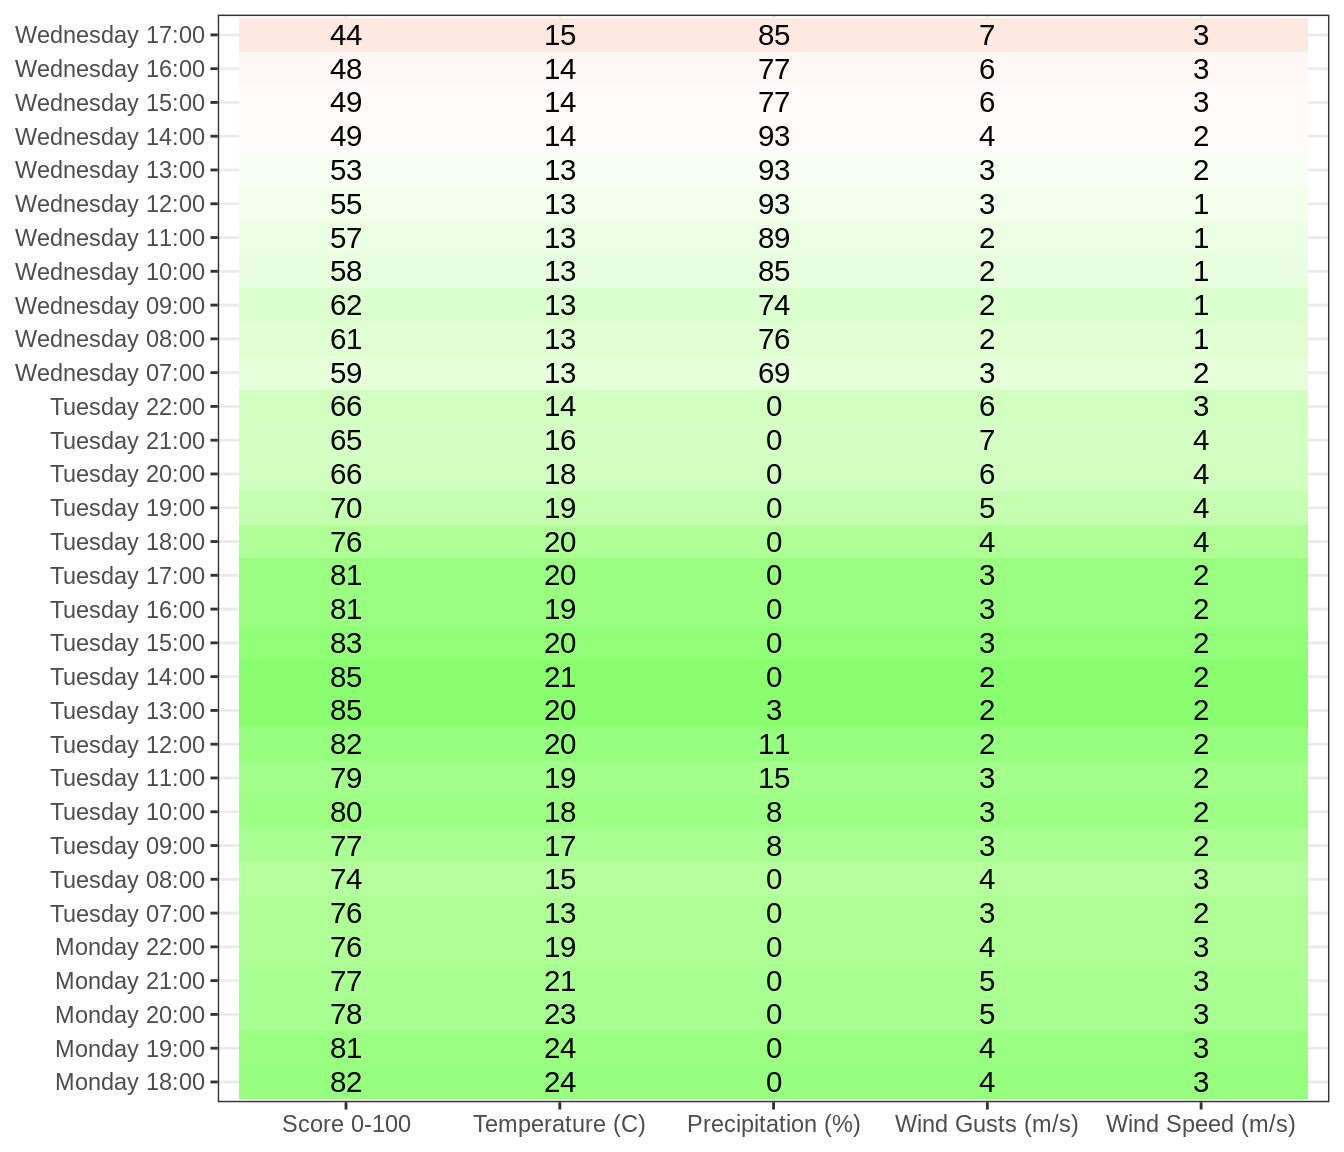 Wednesday 17:00 44 15 85 7 3
Wednesday 16:00 48 14 77 6 3
Wednesday 15:00 49 14 77 6 3
Wednesday 14:00 49 14 93 4 2
Wednesday 13:00 53 13 93 3 2
Wednesday 12:00 55 13 93 3 1
Wednesday 11:00 57 13 89 2 1
Wednesday 10:00 58 13 85 2 1
Wednesday 09:00 62 13 74 2 1
Wednesday 08:00 61 13 76 2 1
Wednesday 07:00 59 13 69 3 2
Tuesday 22:00 66 14 0 6 3
Tuesday 21:00 65 16 0 7 4
Tuesday 20:00 66 18 0 6 4
Tuesday 19:00 70 19 0 5 4
Tuesday 18:00 76 20 0 4 4
Tuesday 17:00 81 20 0 3 2
Tuesday 16:00 81 19 0 3 2
Tuesday 15:00 83 20 0 3 2
Tuesday 14:00 85 21 0 2 2
Tuesday 13:00 85 20 3 2 2
Tuesday 12:00 82 20 11 2 2
Tuesday 11:00 79 19 15 3 2
Tuesday 10:00 80 18 8 3 2
Tuesday 09:00 77 17 8 3 2
Tuesday 08:00 74 15 0 4 3
Tuesday 07:00 76 13 0 3 2
Monday 22:00 76 19 0 4 3
Monday 21:00 77 21 0 5 3
Monday 20:00 78 23 0 5 3
Monday 19:00 81 24 0 4 3
Monday 18:00 82 24 0 4 3
Score 0-100 Temperature (C) Precipitation (%) Wind Gusts (m/s) Wind Speed (m/s)